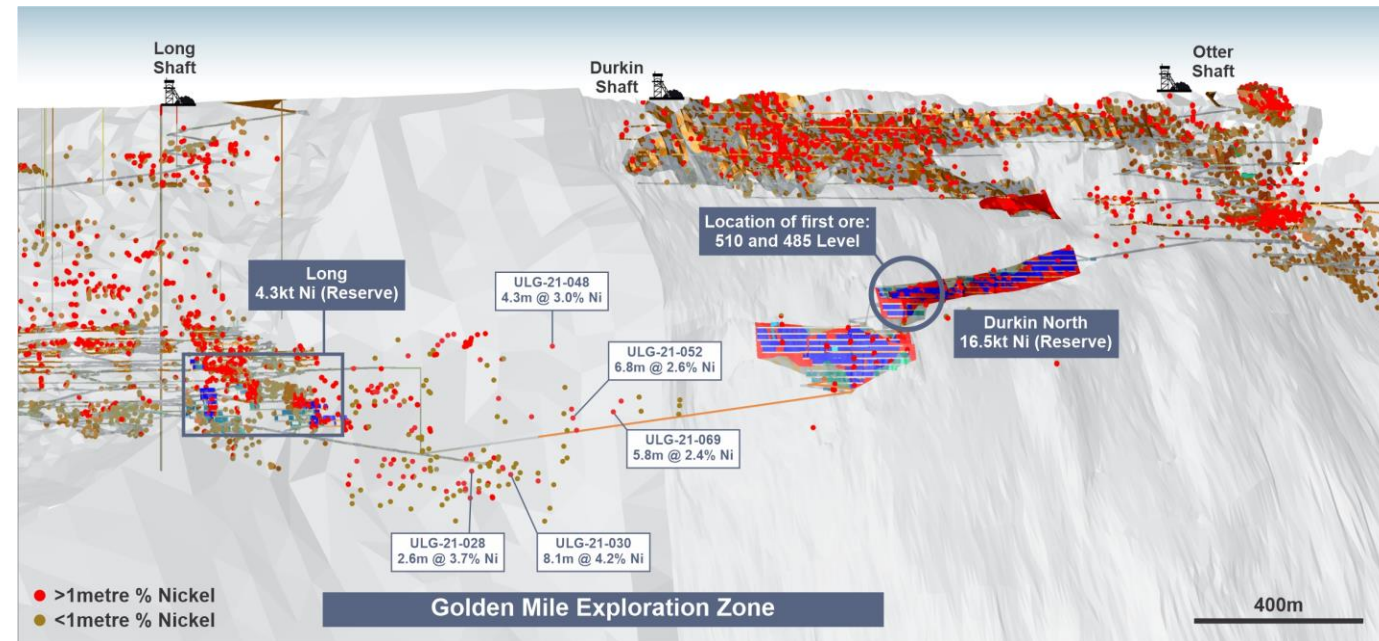 Long
Shaft
Durkin
Shaft
Otter
Shaft
Location of first ore:
510 and 485 Level
Long
4.3kt Ni (Reserve)
ULG-21-048
4.3m @ 3.0% Ni
Durkin North
16.5kt Ni (Reserve)
ULG-21-052
6.8m @ 2.6% Ni
ULG-21-069
5.8m @ 2.4% Ni
ULG-21-028
2.6m @ 3.7% Ni
ULG-21-030
8.1m @ 4.2% Ni
>1metre % Nickel
<1metre % Nickel
Golden Mile Exploration Zone
400m